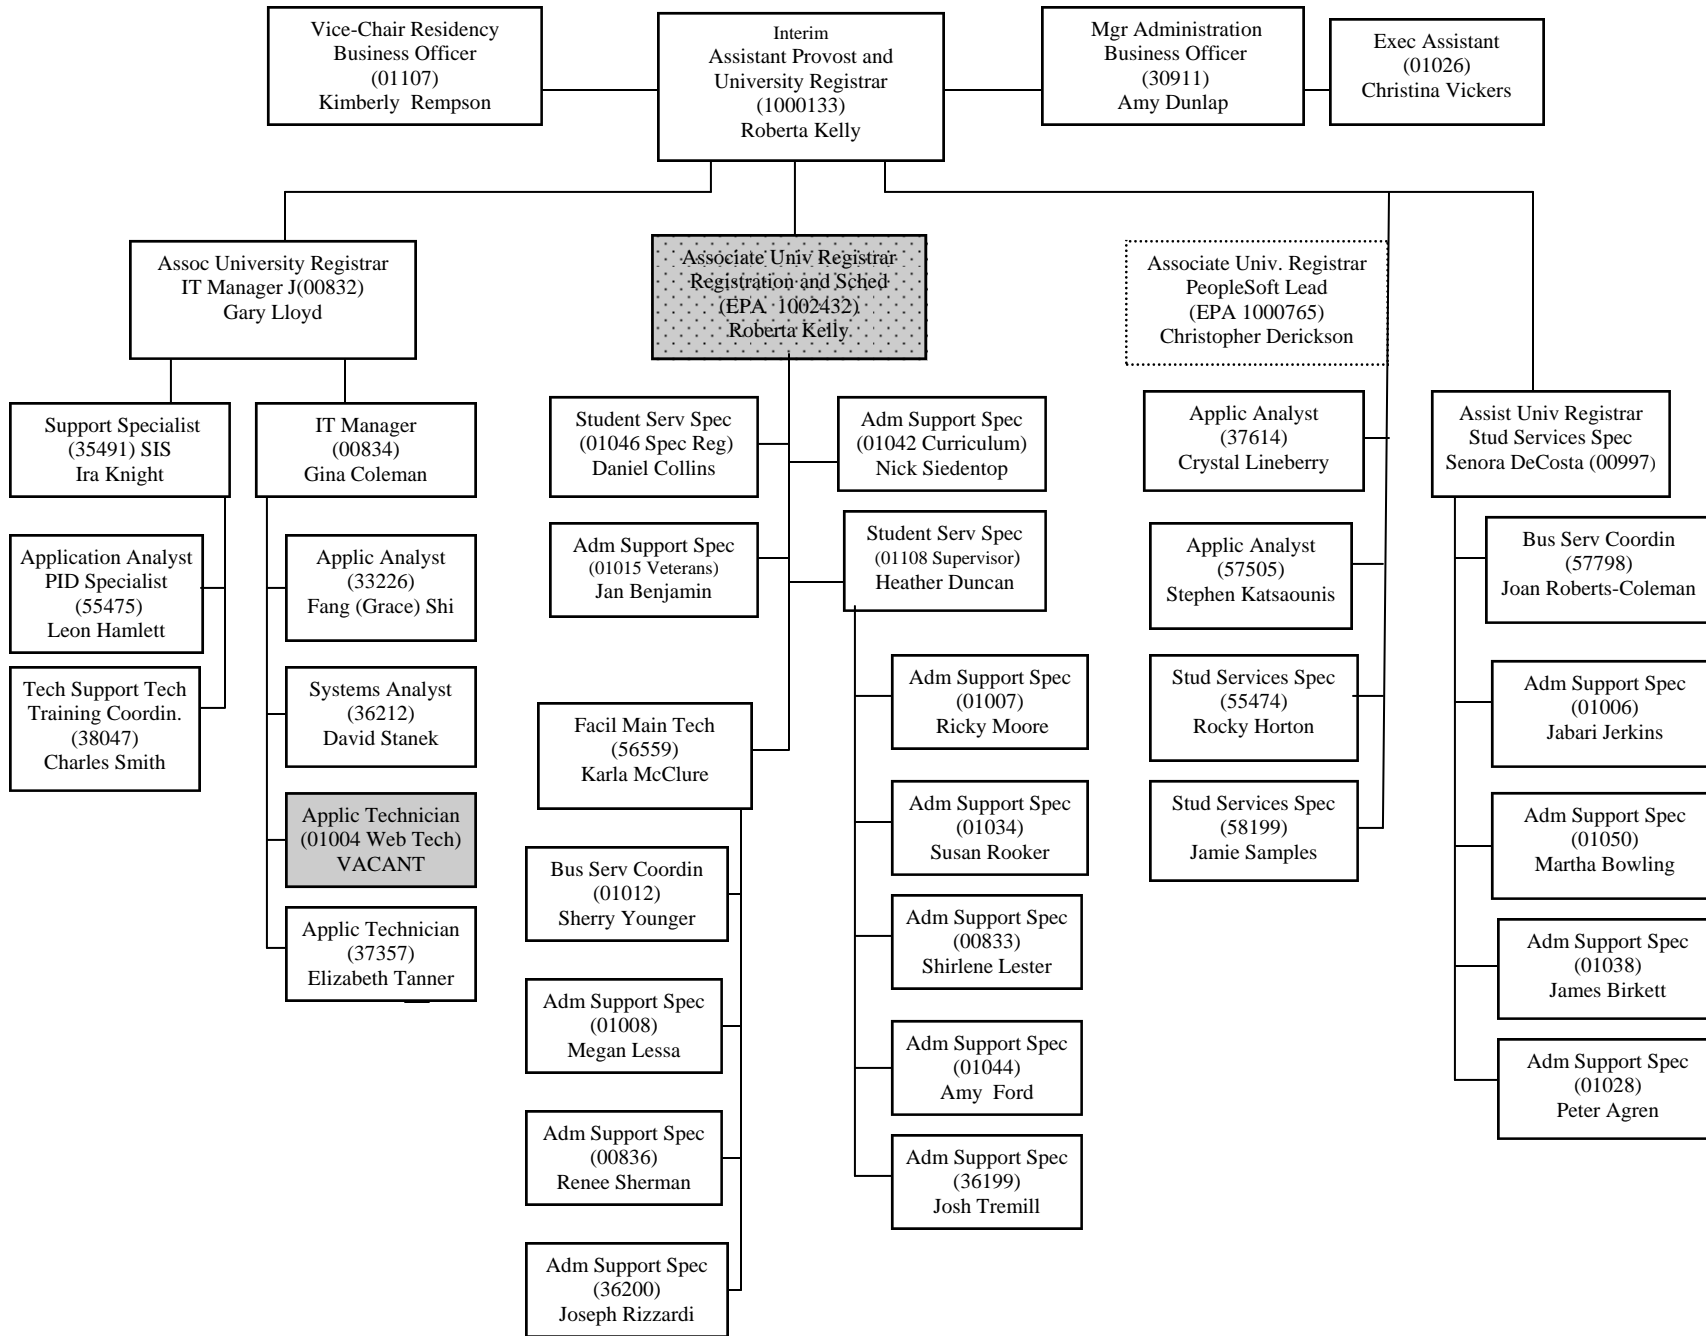 Vice-Chair Residency
Business Officer
(01107)
Kimberly Rempson
Interim
Assistant Provost and
University Registrar
(1000133)
Roberta Kelly
Mgr Administration
Business Officer
(30911)
Amy Dunlap
Exec Assistant
(01026)
Christina Vickers
Assoc University Registrar
IT Manager J(00832)
Gary Lloyd
Associate Univ Registrar
Registration and Sched
(EPA 1002432)
Roberta Kelly
Associate Univ. Registrar
PeopleSoft Lead
(EPA 1000765)
Christopher Derickson
Support Specialist
(35491) SIS
Ira Knight
IT Manager
(00834)
Gina Coleman
Student Serv Spec
(01046 Spec Reg)
Daniel Collins
Adm Support Spec
(01042 Curriculum)
Nick Siedentop
Applic Analyst
(37614)
Crystal Lineberry
Assist Univ Registrar
Stud Services Spec
Senora DeCosta (00997)
Application Analyst
PID Specialist
(55475)
Leon Hamlett
Applic Analyst
(33226)
Fang (Grace) Shi
Adm Support Spec
(01015 Veterans)
Jan Benjamin
Student Serv Spec
(01108 Supervisor)
Heather Duncan
Applic Analyst
(57505)
Stephen Katsaounis
Bus Serv Coordin
(57798)
Joan Roberts-Coleman
Tech Support Tech
Training Coordin.
(38047)
Charles Smith
Systems Analyst
(36212)
David Stanek
Facil Main Tech
(56559)
Karla McClure
Adm Support Spec
(01007)
Ricky Moore
Stud Services Spec
(55474)
Rocky Horton
Adm Support Spec
(01006)
Jabari Jerkins
Applic Technician
(01004 Web Tech)
VACANT
Adm Support Spec
(01034)
Susan Rooker
Stud Services Spec
(58199)
Jamie Samples
Adm Support Spec
(01050)
Martha Bowling
Applic Technician
(37357)
Elizabeth Tanner
Bus Serv Coordin
(01012)
Sherry Younger
Adm Support Spec
(00833)
Shirlene Lester
Adm Support Spec
(01038)
James Birkett
Adm Support Spec
(01008)
Megan Lessa
Adm Support Spec
(01044)
Amy Ford
Adm Support Spec
(01028)
Peter Agren
Adm Support Spec
(00836)
Renee Sherman
Adm Support Spec
(36199)
Josh Tremill
Adm Support Spec
(36200)
Joseph Rizzardi